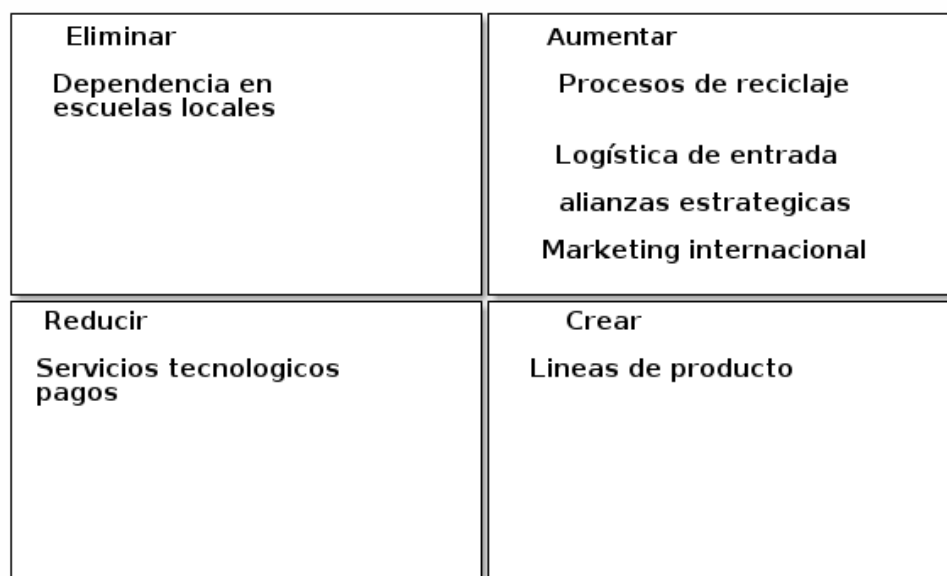 Eliminar
Dependencia en
escuelas locales
Aumentar
Procesos de reciclaje
Logística de entrada
alianzas estrategicas
Marketing internacional
Reducir
Servicios tecnologicos
pagos
Crear
Lineas de producto